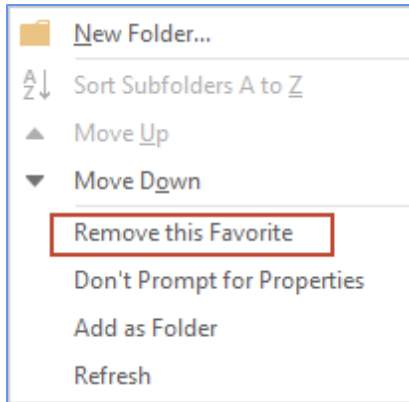 New Folder...
A
Z
Sort Subfolders A to Z
Move Up
Move Down
Remove this Favorite
Don't Prompt for Properties
Add as Folder
Refresh